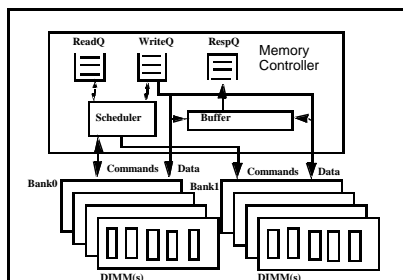 ReadQ WriteQ RespQ
Memory
Controller
Scheduler
Buffer
Commands Data Commands Data
Bank0 Bank1
DIMM(s) DIMM(s)